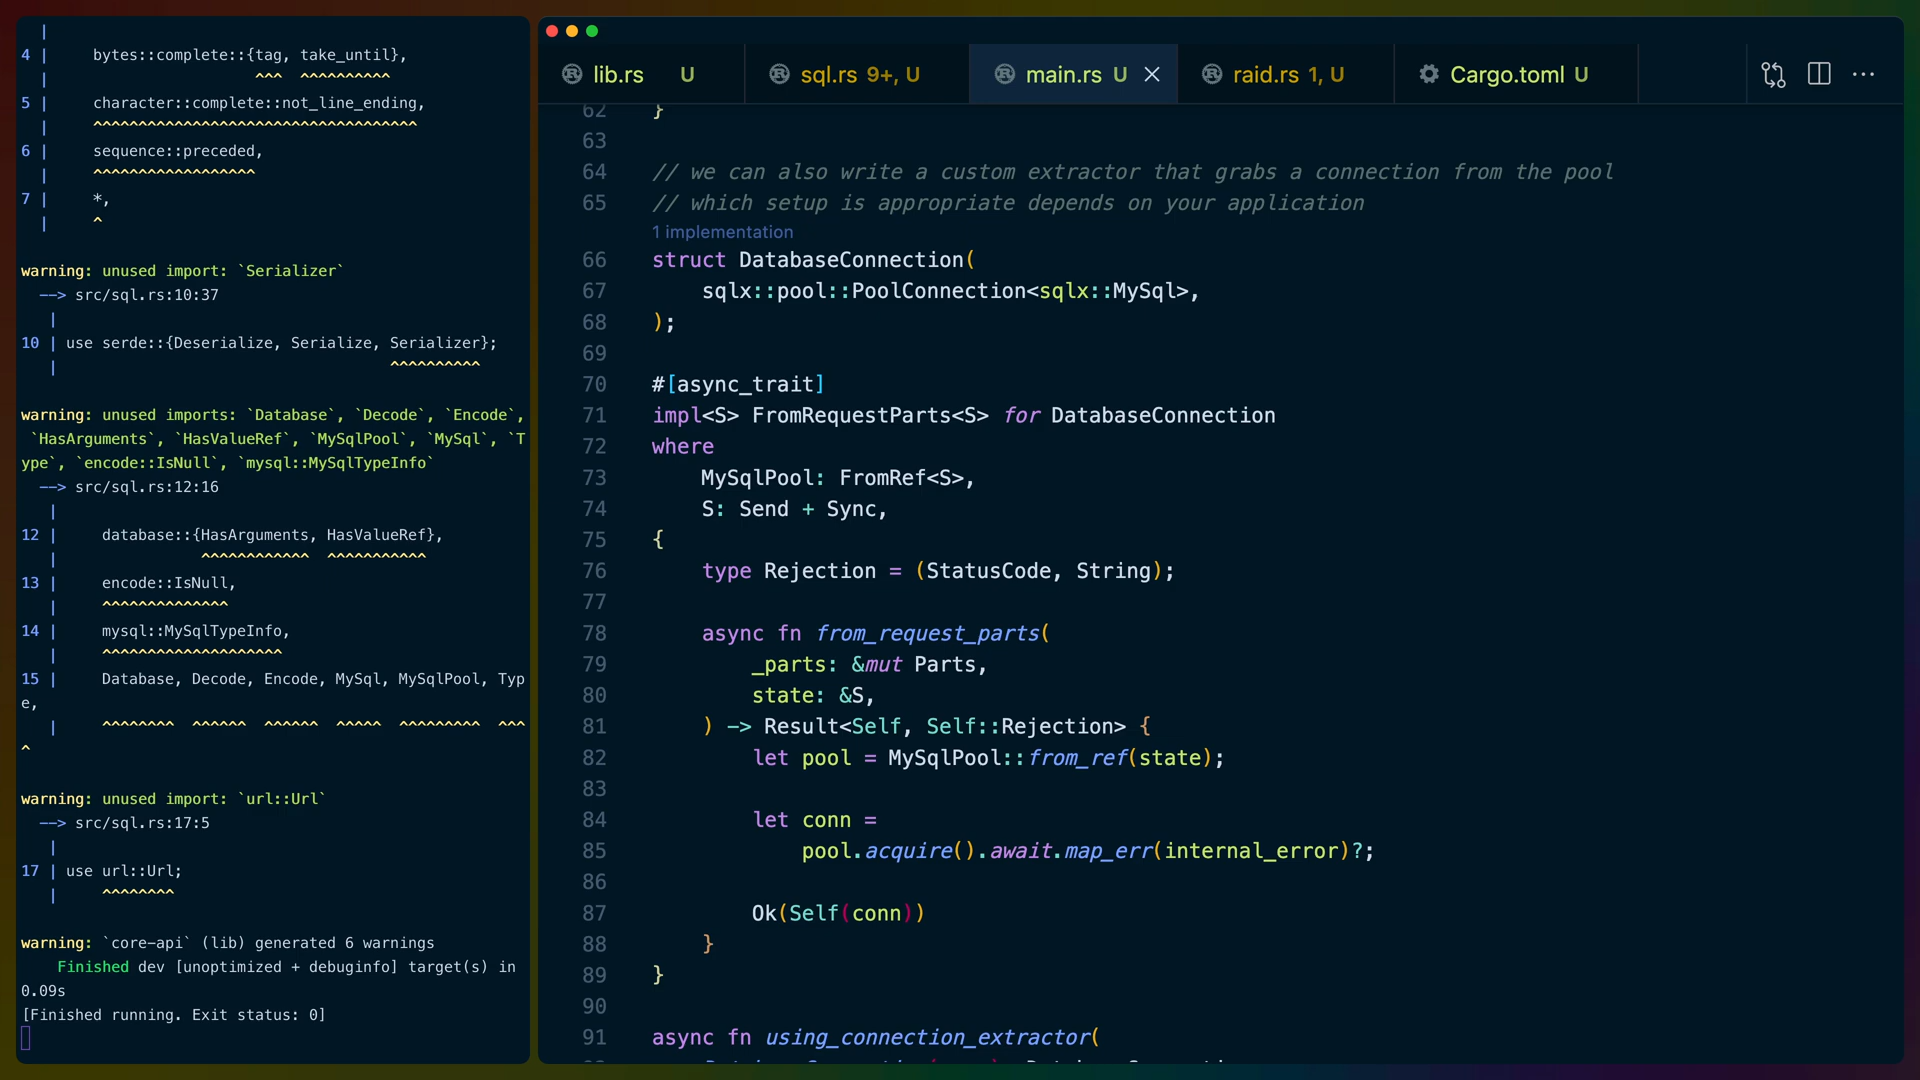 |
4 |     bytes::complete::{tag, take_until},
|                       ^^^  ^^^^^^^^^^
5 |     character::complete::not_line_ending,
|     ^^^^^^^^^^^^^^^^^^^^^^^^^^^^^^^^^^^^
6 |     sequence::preceded,
|     ^^^^^^^^^^^^^^^^^^
7 |     *,
|     ^
warning: unused import: `Serializer`
--> src/sql.rs:10:37
|
10 | use serde::{Deserialize, Serialize, Serializer};
|                                     ^^^^^^^^^^
warning: unused imports: `Database`, `Decode`, `Encode`,
`HasArguments`, `HasValueRef`, `MySqlPool`, `MySql`, `T
ype`, `encode::IsNull`, `mysql::MySqlTypeInfo`
--> src/sql.rs:12:16
|
12 |     database::{HasArguments, HasValueRef},
|                ^^^^^^^^^^^^  ^^^^^^^^^^^
13 |     encode::IsNull,
|     ^^^^^^^^^^^^^^
14 |     mysql::MySqlTypeInfo,
|     ^^^^^^^^^^^^^^^^^^^^
15 |     Database, Decode, Encode, MySql, MySqlPool, Typ
e,
|     ^^^^^^^^  ^^^^^^  ^^^^^^  ^^^^^  ^^^^^^^^^  ^^^
^
warning: unused import: `url::Url`
--> src/sql.rs:17:5
|
17 | use url::Url;
|     ^^^^^^^^
warning: `core-api` (lib) generated 6 warnings
Finished dev [unoptimized + debuginfo] target(s) in
0.09s
[Finished running. Exit status: 0]
lib.rs U sql.rs 9+, U main.rs U raid.rs 1, U Cargo.toml U
62 }
63
64 // we can also write a custom extractor that grabs a connection from the pool
65 // which setup is appropriate depends on your application
1 implementation
66 struct DatabaseConnection(
67     sqlx::pool::PoolConnection<sqlx::MySql>,
68 );
69
70 #[async_trait]
71 impl<S> FromRequestParts<S> for DatabaseConnection
72 where
73     MySqlPool: FromRef<S>,
74     S: Send + Sync,
75 {
76     type Rejection = (StatusCode, String);
77
78     async fn from_request_parts(
79         _parts: &mut Parts,
80         state: &S,
81     ) -> Result<Self, Self::Rejection> {
82         let pool = MySqlPool::from_ref(state);
83
84         let conn =
85             pool.acquire().await.map_err(internal_error)?;
86
87         Ok(Self(conn))
88     }
89 }
90
91 async fn using_connection_extractor(